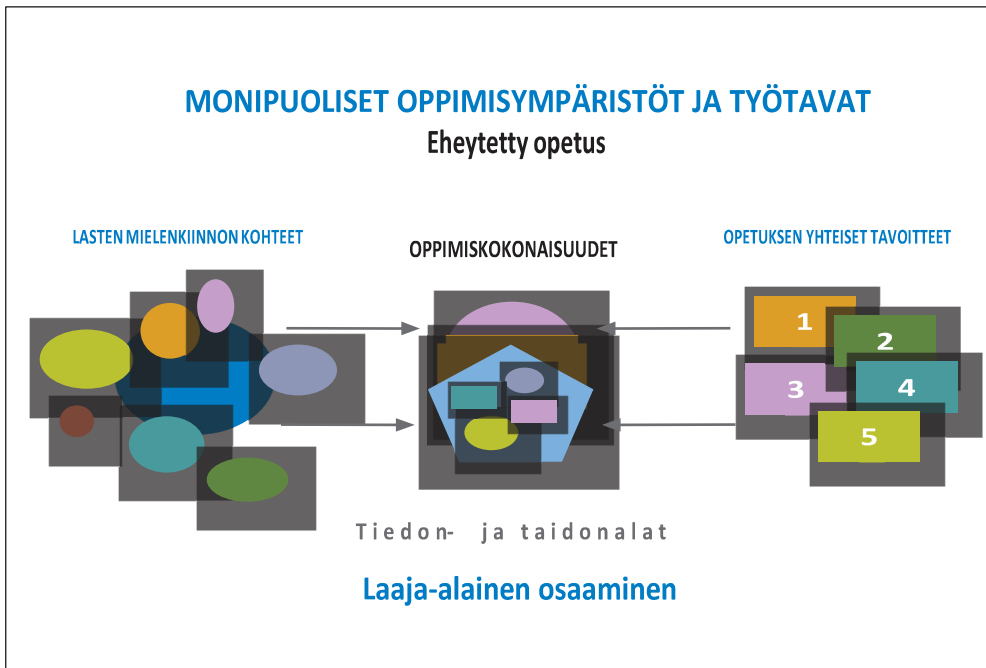 MONIPUOLISET OPPIMISYMPÄRISTÖT JA TYÖTAVAT
Eheytetty opetus
LASTEN MIELENKIINNON KOHTEET
OPPIMISKOKONAISUUDET
OPETUKSEN YHTEISET TAVOITTEET
1
2
3
4
5
Tiedon- ja taidonalat
Laaja-alainen osaaminen